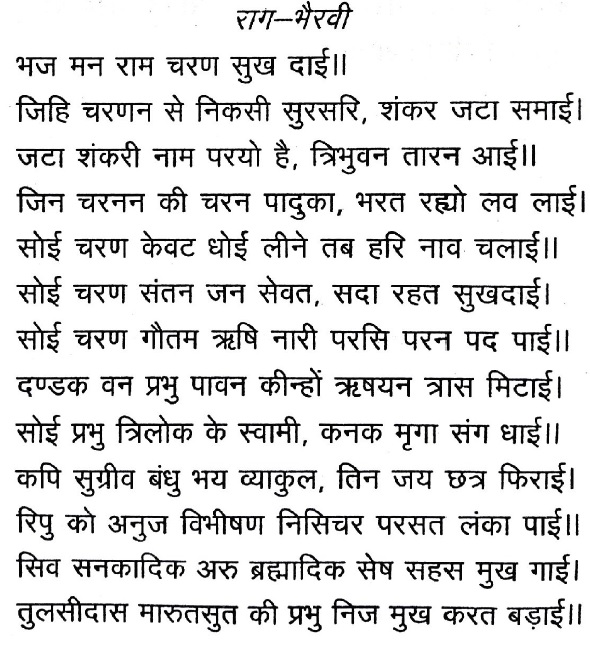 राग–भैरवी
भज मन राम चरण सुख दाई॥
जिहि चरणन से निकसी सुरसरि, शंकर जटा समाई।
जटा शंकरी नाम परयो है, त्रिभुवन तारन आई॥
जिन चरनन की चरन पादुका, भरत रह्यो लव लाई।
सोई चरण केवट धोई लीने तब हरि नाव चलाई॥
सोई चरण संतन जन सेवत, सदा रहत सुखदाई।
सोई चरण गौतम ऋषि नारी परसि परन पद पाई॥
दण्डक वन प्रभु पावन कीन्हों ऋषयन त्रास मिटाई।
सोई प्रभु त्रिलोक के स्वामी, कनक मृगा संग धाई॥
कपि सुग्रीव बंधु भय व्याकुल, तिन जय छत्र फिराई।
रिपु को अनुज विभीषण निसिचर परसत लंका पाई॥
सिव सनकादिक अरु ब्रह्मादिक सेष सहस मुख गाई।
तुलसीदास मारुतसुत की प्रभु निज मुख करत बड़ाई॥